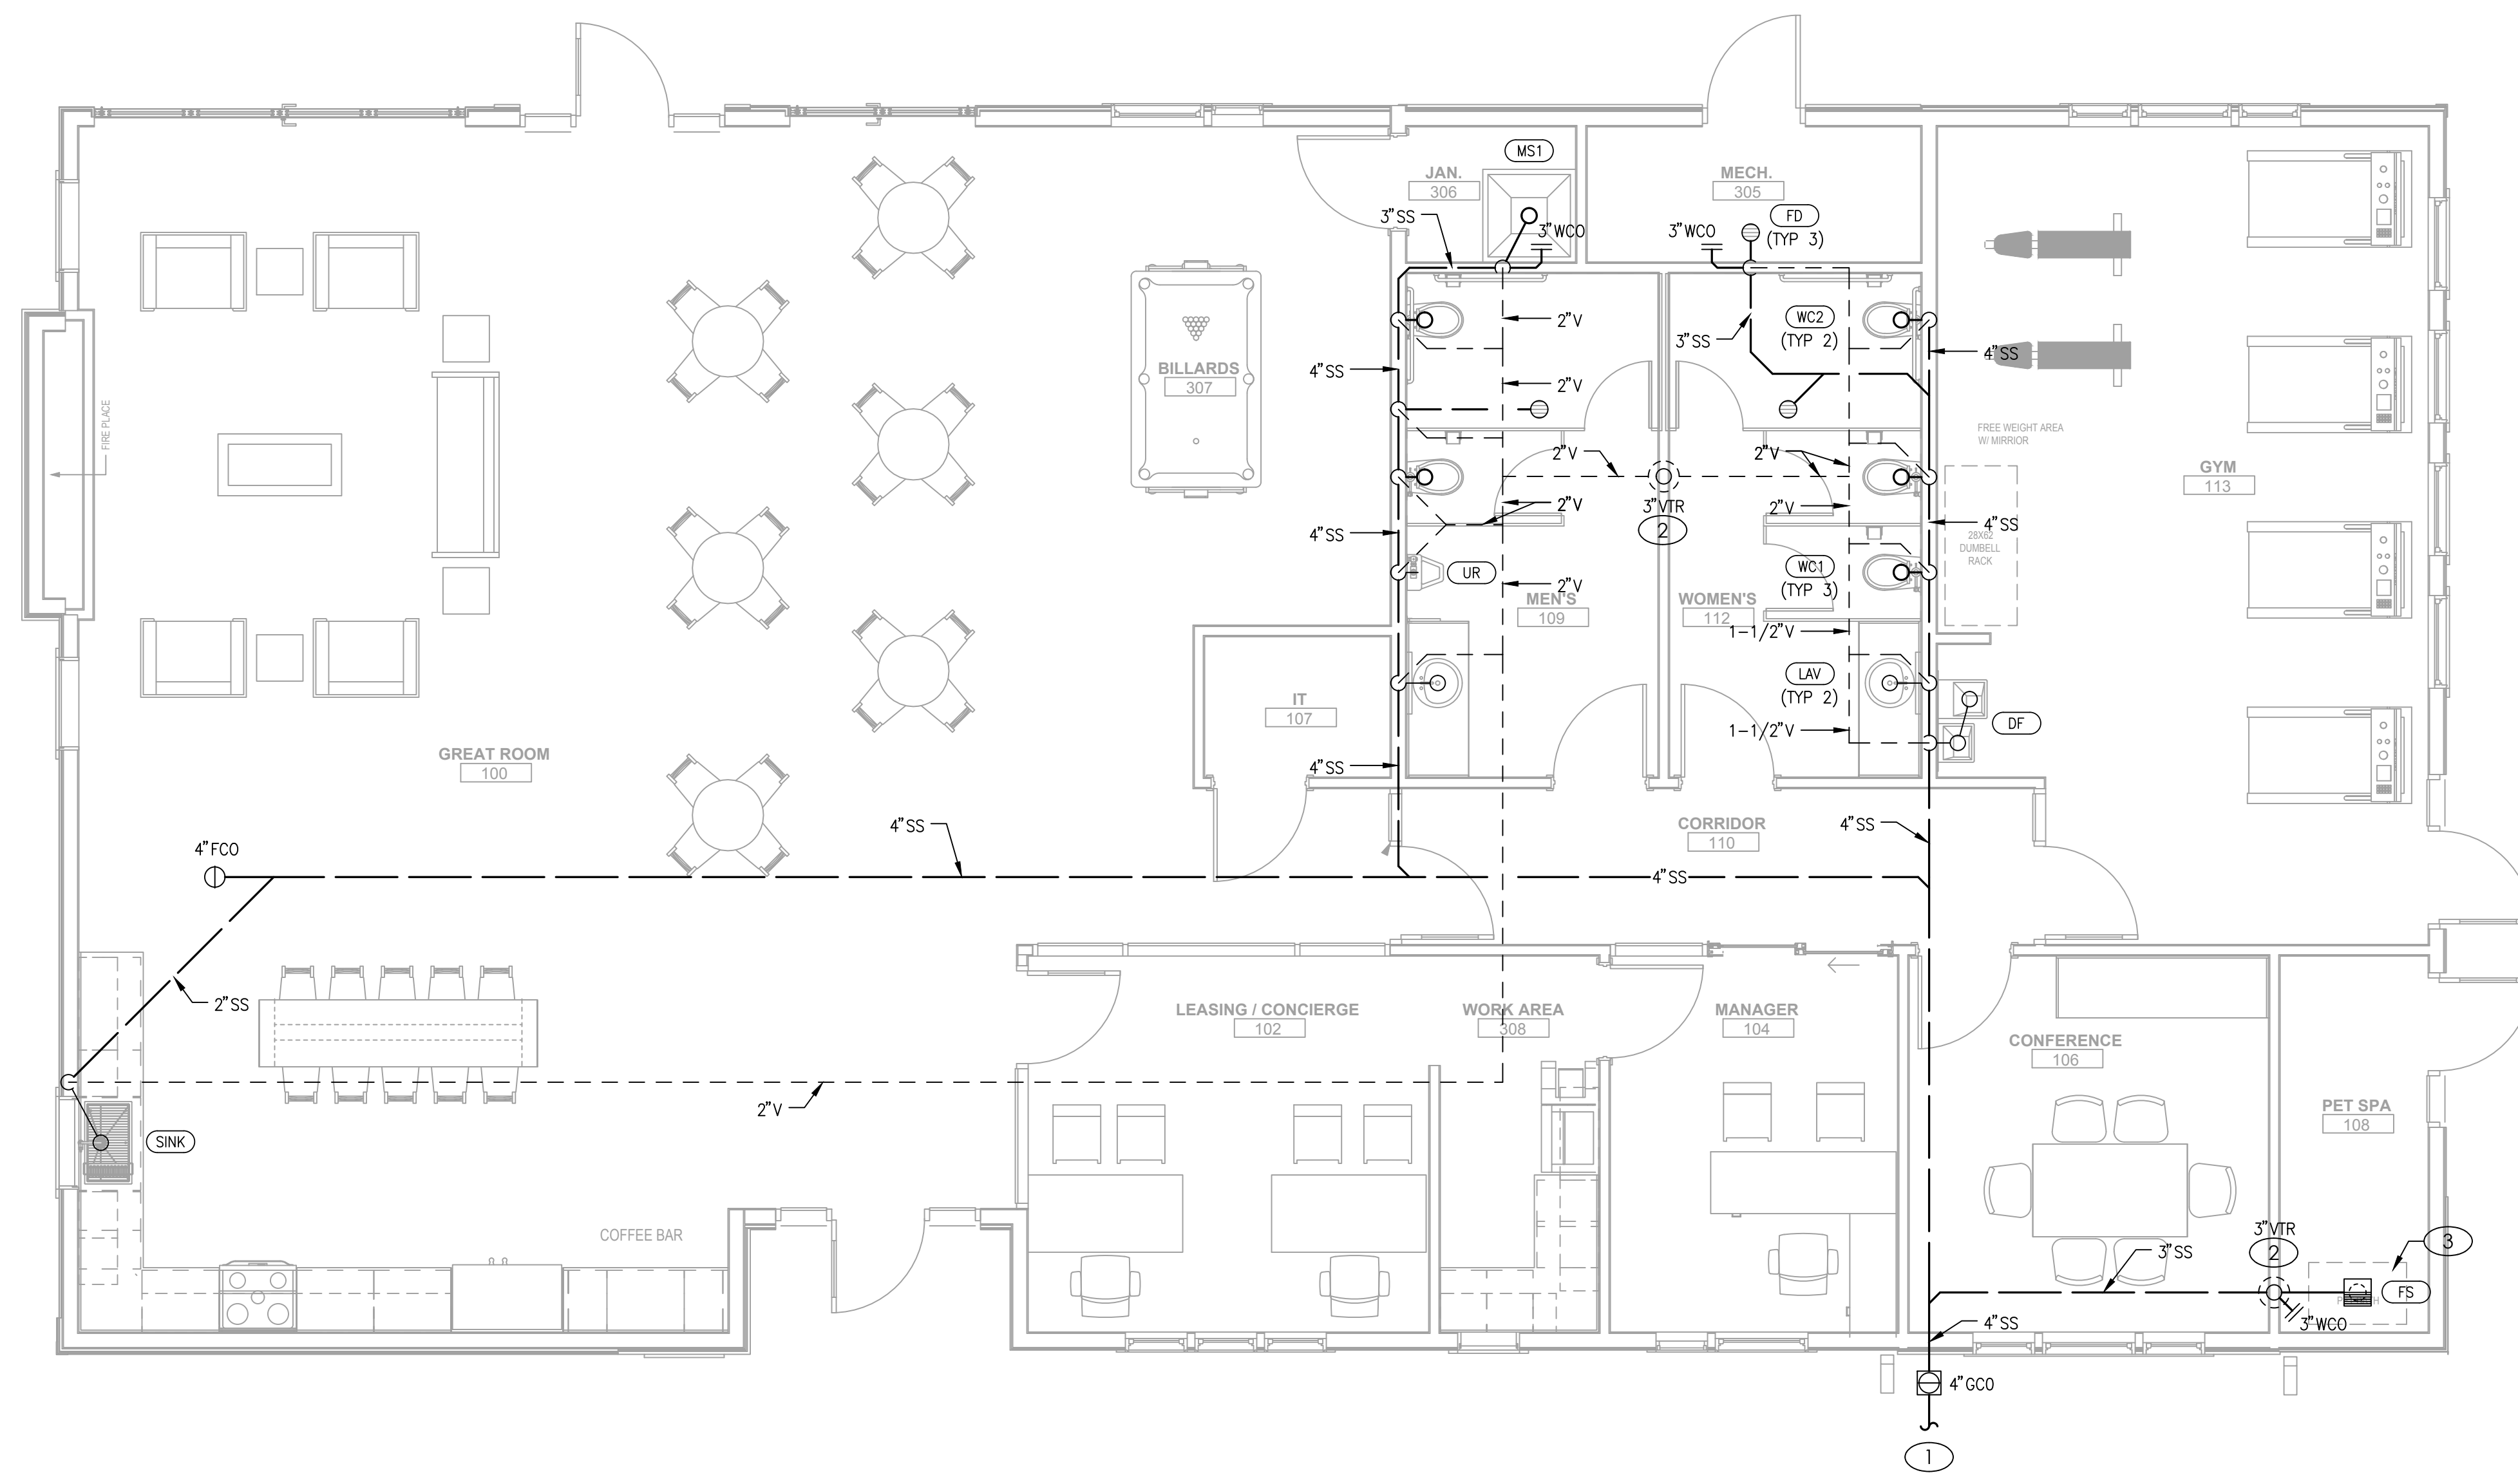 MS1
JAN.
306
MECH.
305
3"SS
3"WCO
3"WCO
FD
(TYP 3)
2"V
WC2
(TYP 2)
3"SS
4"SS
4"SS
BILLARDS
307
2"V
FIRE PLACE
FREE WEIGHT AREA
W/ MIRRIOR
2"V
2"V
GYM
113
3"VTR
2
2"V
2"V
4"SS
4"SS
28X62
DUMBELL
RACK
UR
WC1
(TYP 3)
2"V
MEN'S
109
WOMEN'S
112
1-1/2"V
LAV
(TYP 2)
IT
107
DF
1-1/2"V
GREAT ROOM
100
4"SS
4"SS
CORRIDOR
110
4"SS
4"FCO
4"SS
2"SS
LEASING / CONCIERGE
102
WORK AREA
308
MANAGER
104
CONFERENCE
106
2"V
PET SPA
108
SINK
COFFEE BAR
3"VTR
2
3"SS
3
FS
4"SS
3"WCO
4"GCO
1